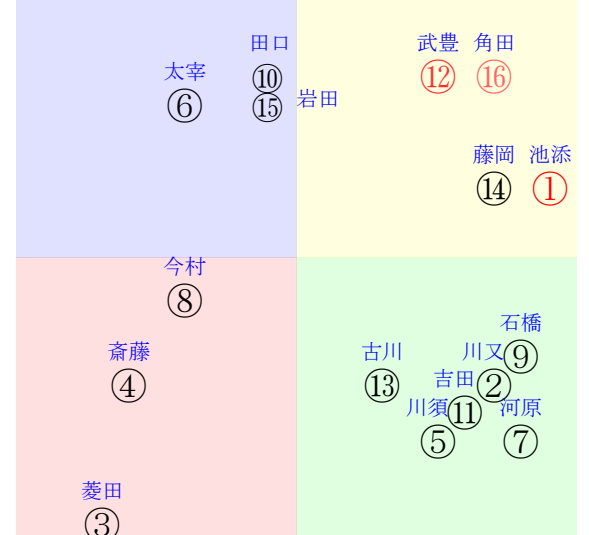 田口
武豊 角田
太宰
⑩
⑫ ⑯
⑥ ⑮ 岩田
藤岡 池添
⑭ ①
今村
⑧
石橋
斎藤 古川 川又 ⑨
④ ⑬ 吉田 ②
川須 ⑪ 河原
⑤ ⑦
菱田
③